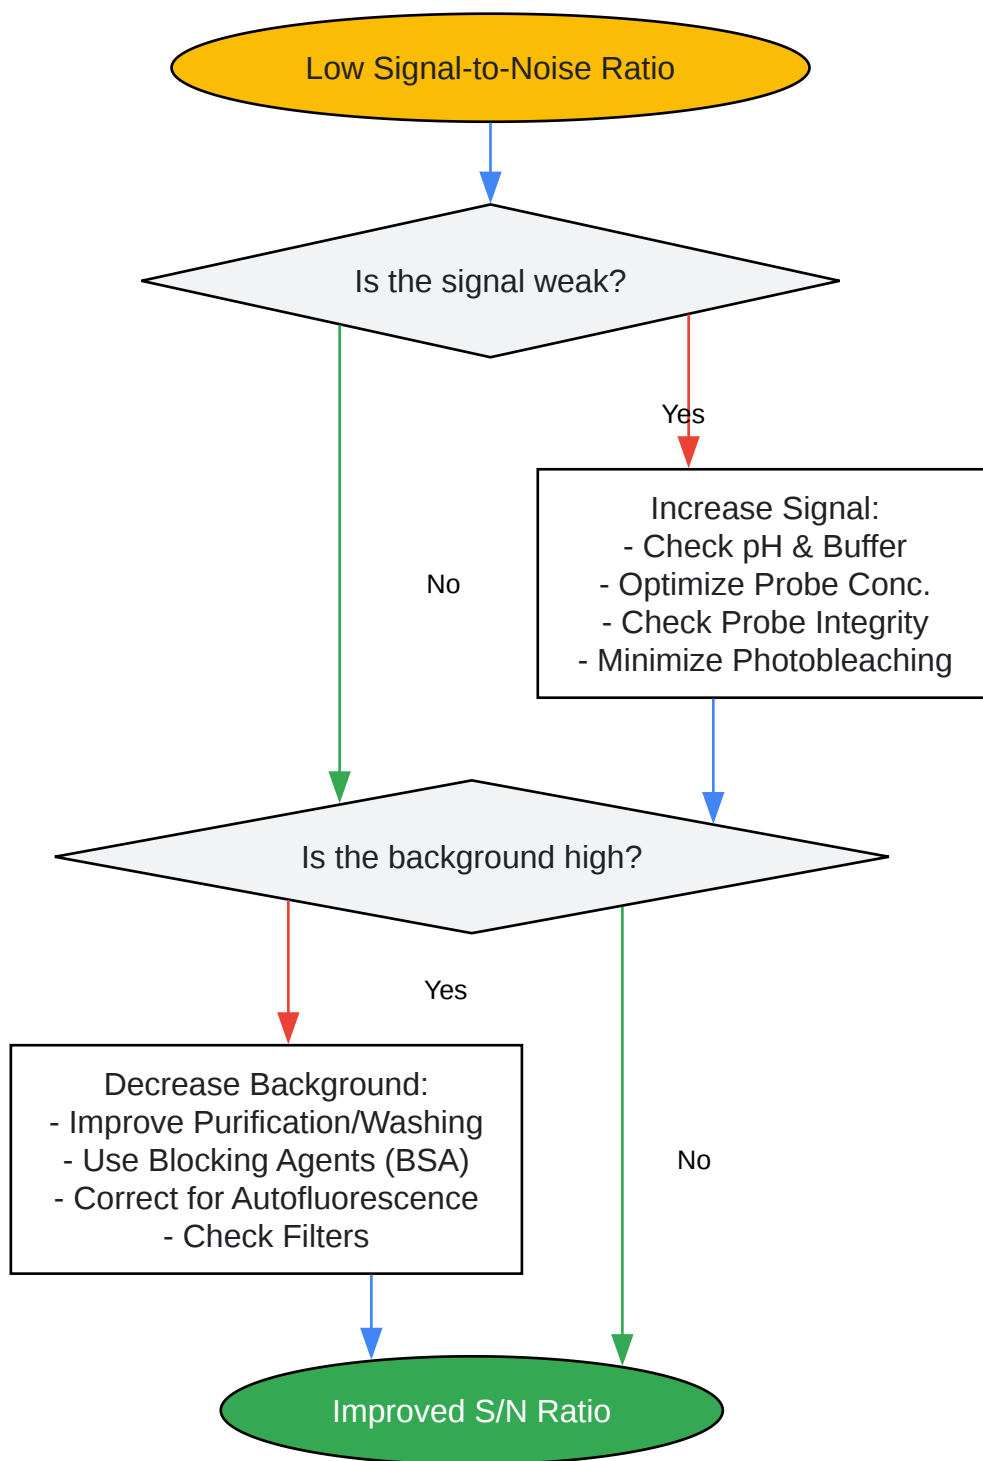 Low Signal-to-Noise Ratio
Is the signal weak?
Yes
Increase Signal:
- Check pH & Buffer
- Optimize Probe Conc.
- Check Probe Integrity
- Minimize Photobleaching
No
Is the background high?
Yes
Decrease Background:
- Improve Purification/Washing
- Use Blocking Agents (BSA)
- Correct for Autofluorescence
- Check Filters
No
Improved S/N Ratio